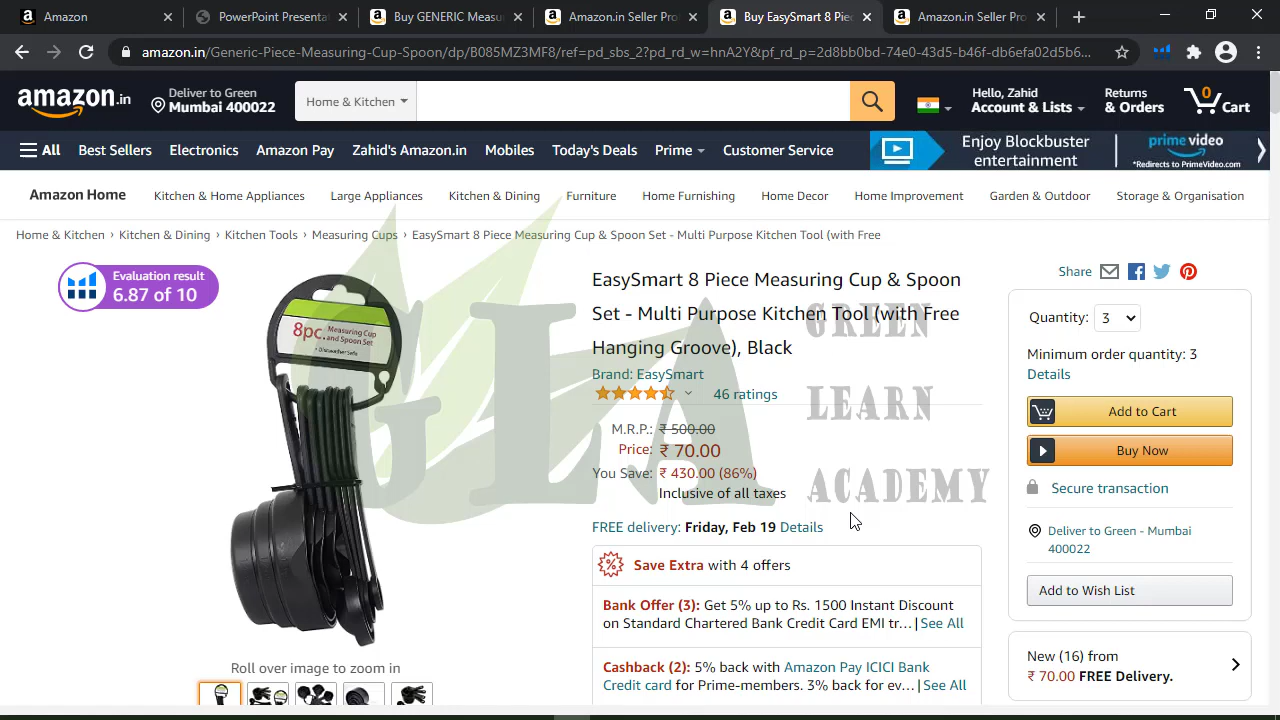 Amazon
PowerPoint Presenta
Buy GENERIC Measu
Amazon.in Seller Pro
Buy EasySmart 8 Piec
Amazon.in Seller Pro
amazon.in/Generic-Piece-Measuring-Cup-Spoon/dp/B085MZ3MF8/ref=pd_sbs_2?pd_rd_w=hnA2Y&pf_rd_p=2d8bb0bd-74e0-43d5-b46f-db6efa02d5b6...
amazon.in
Deliver to Green
Mumbai 400022
Home & Kitchen
Hello, Zahid
Account & Lists
Returns
& Orders
0
Cart
All
Best Sellers
Electronics
Amazon Pay
Zahid's Amazon.in
Mobiles
Today's Deals
Prime
Customer Service
Enjoy Blockbuster
entertainment
prime video
*Redirects to PrimeVideo.com
Amazon Home
Kitchen & Home Appliances
Large Appliances
Kitchen & Dining
Furniture
Home Furnishing
Home Decor
Home Improvement
Garden & Outdoor
Storage & Organisation
Home & Kitchen › Kitchen & Dining › Kitchen Tools › Measuring Cups › EasySmart 8 Piece Measuring Cup & Spoon Set - Multi Purpose Kitchen Tool (with Free
Evaluation result
6.87 of 10
8pc. Measuring Cup
and Spoon Set
• Dishwasher Safe
Roll over image to zoom in
GLA
GREEN
LEARN
ACADEMY
EasySmart 8 Piece Measuring Cup & Spoon
Set - Multi Purpose Kitchen Tool (with Free
Hanging Groove), Black
Brand: EasySmart
46 ratings
M.R.P.: ₹ 500.00
Price: ₹ 70.00
You Save: ₹ 430.00 (86%)
Inclusive of all taxes
FREE delivery: Friday, Feb 19 Details
Save Extra with 4 offers
Bank Offer (3): Get 5% up to Rs. 1500 Instant Discount
on Standard Chartered Bank Credit Card EMI tr... | See All
Cashback (2): 5% back with Amazon Pay ICICI Bank
Credit card for Prime-members. 3% back for ev... | See All
Share
Quantity: 3
Minimum order quantity: 3
Details
Add to Cart
Buy Now
Secure transaction
Deliver to Green - Mumbai
400022
Add to Wish List
New (16) from
₹ 70.00 FREE Delivery.